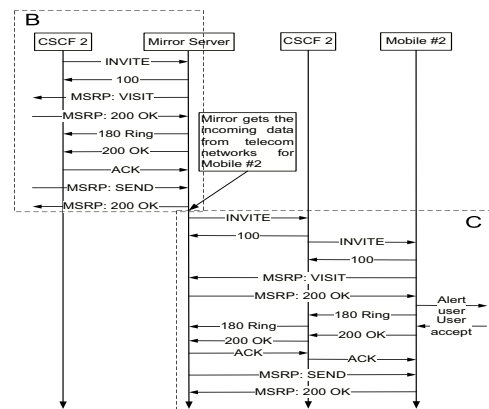 B
CSCF 2
Mirror Server
CSCF 2
Mobile #2
INVITE
100
MSRP: VISIT
MSRP: 200 OK
180 Ring
200 OK
ACK
MSRP: SEND
MSRP: 200 OK
Mirror gets the
incoming data
from telecom
networks for
Mobile #2
C
INVITE
100
INVITE
100
MSRP: VISIT
MSRP: 200 OK
Alert
user
180 Ring
180 Ring
User
accept
200 OK
200 OK
ACK
ACK
MSRP: SEND
MSRP: 200 OK